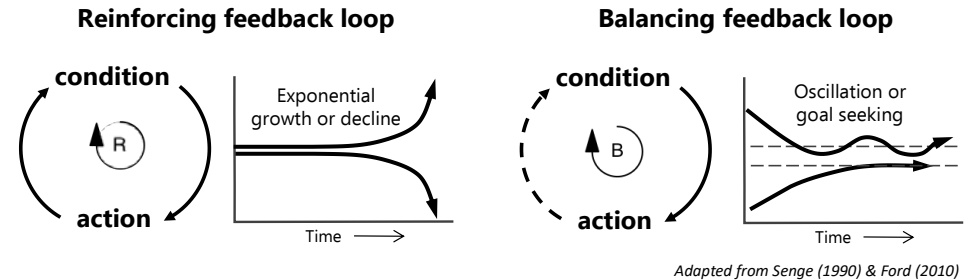 Reinforcing feedback loop
condition
R
action
Exponential
growth or decline
Time
Balancing feedback loop
condition
B
action
Oscillation or
goal seeking
Time
Adapted from Senge (1990) & Ford (2010)